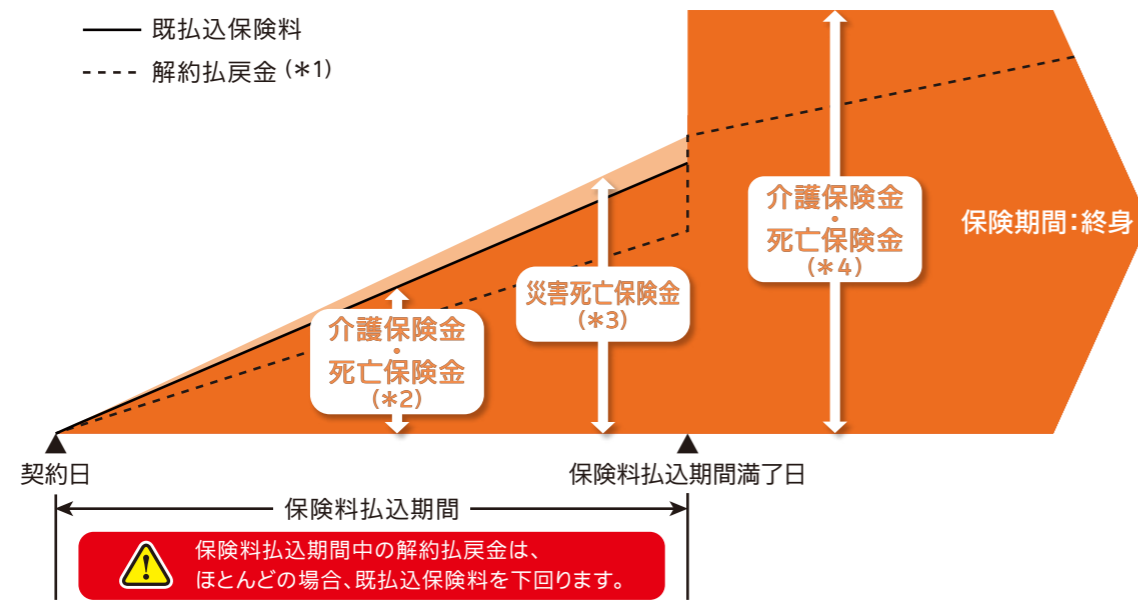 既払込保険料
解約払戻金(*1)
介護保険金
・
死亡保険金
(*2)
災害死亡保険金
(*3)
介護保険金
・
死亡保険金
(*4)
保険期間:終身
契約日
保険料払込期間満了日
保険料払込期間
保険料払込期間中の解約払戻金は、
ほとんどの場合、既払込保険料を下回ります。